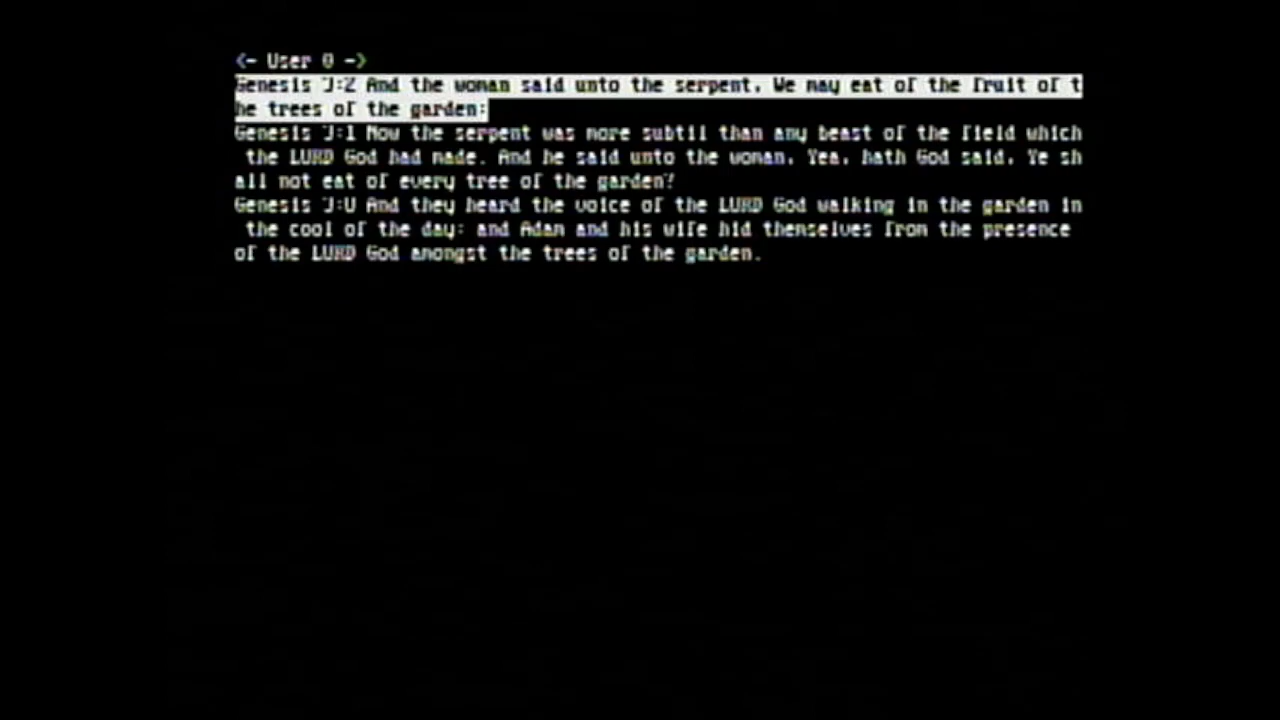 <- User 0 ->
Genesis 3:2 And the woman said unto the serpent, We may eat of the fruit of t
he trees of the garden:
Genesis 3:1 Now the serpent was more subtil than any beast of the field which
 the LORD God had made. And he said unto the woman, Yea, hath God said, Ye sh
all not eat of every tree of the garden?
Genesis 3:8 And they heard the voice of the LORD God walking in the garden in
 the cool of the day: and Adam and his wife hid themselves from the presence
of the LORD God amongst the trees of the garden.